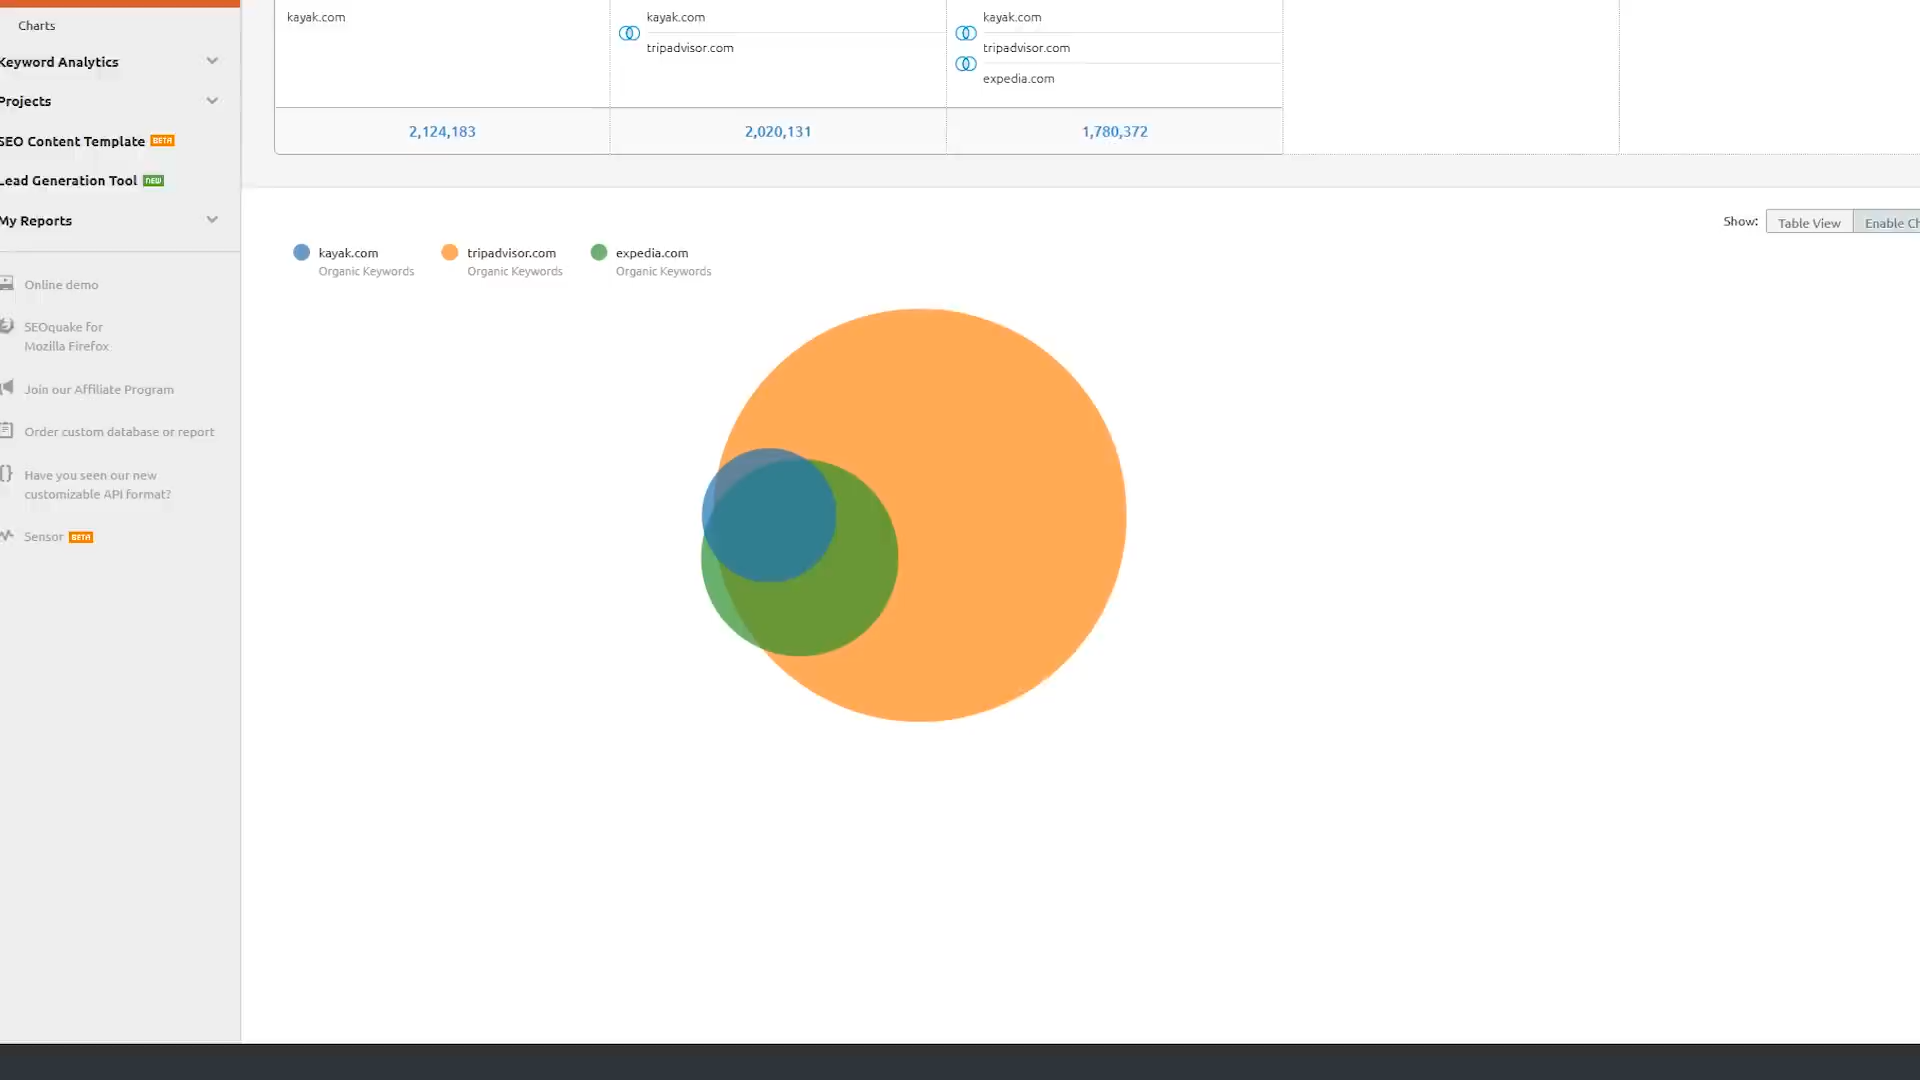 Charts
Keyword Analytics
Projects
SEO Content Template BETA
Lead Generation Tool NEW
My Reports
Online demo
SEOquake for
Mozilla Firefox
Join our Affiliate Program
Order custom database or report
Have you seen our new
customizable API format?
Sensor BETA
kayak.com
2,124,183
kayak.com
tripadvisor.com
2,020,131
kayak.com
tripadvisor.com
expedia.com
1,780,372
Show: Table View Enable Ch
kayak.com
Organic Keywords
tripadvisor.com
Organic Keywords
expedia.com
Organic Keywords